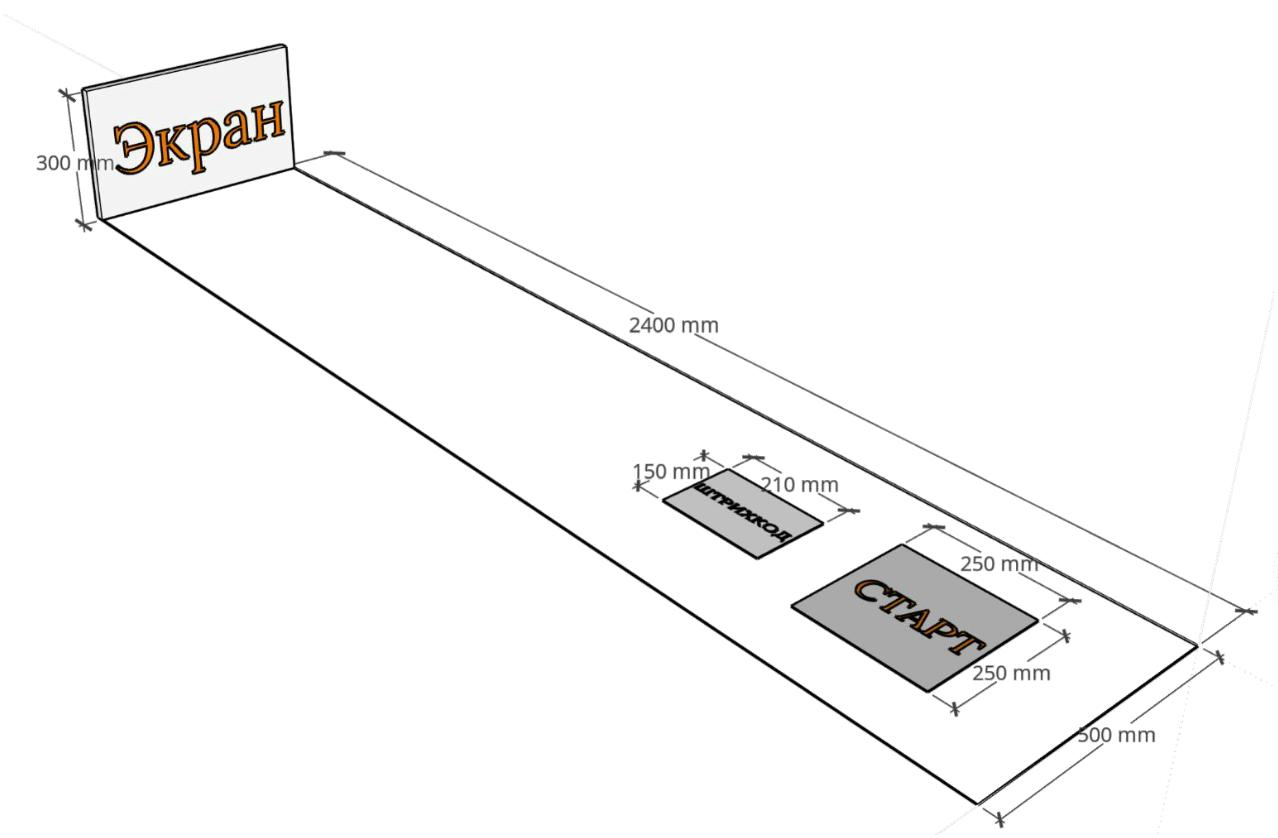 Экран
300 mm
2400 mm
150 mm
210 mm
ШТРИХКОД
250 mm
СТАРТ
250 mm
500 mm